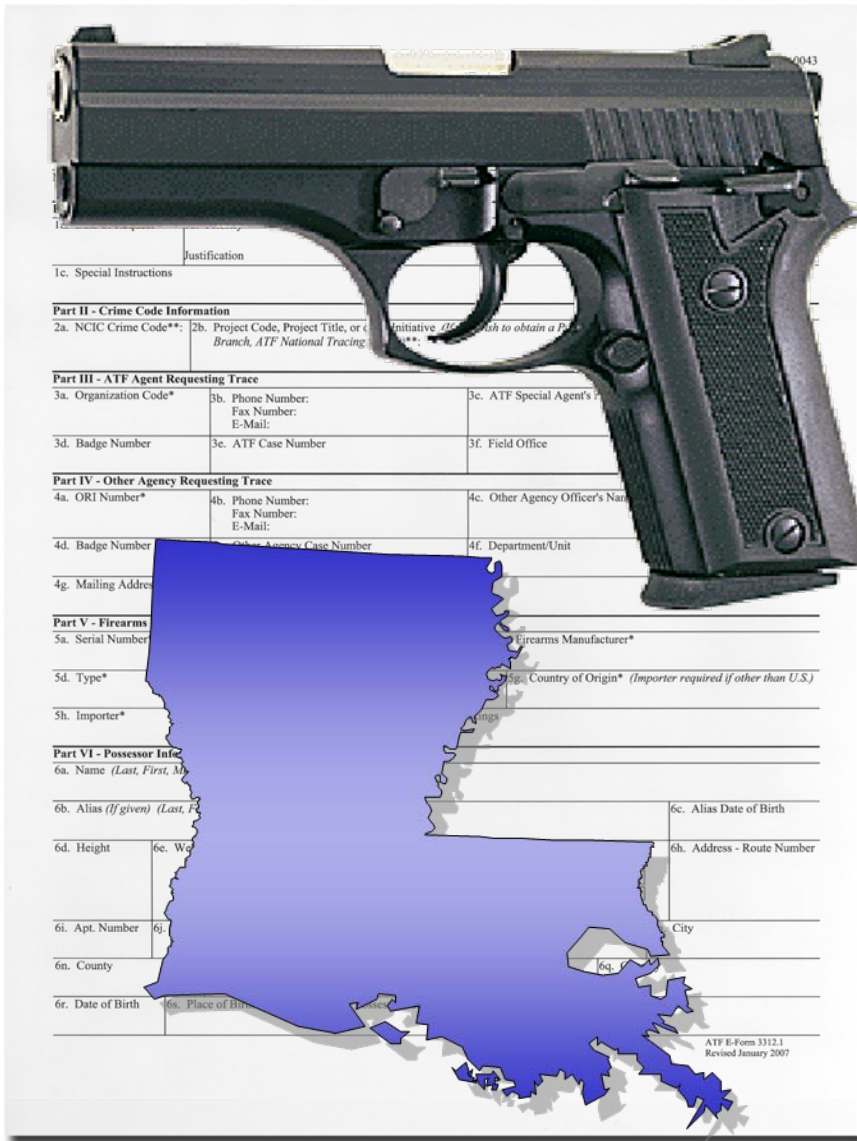 0043
Justification
1c. Special Instructions
Part II - Crime Code Information
2a. NCIC Crime Code**: 2b. Project Code, Project Title, or Initiative (If ish to obtain a P
Branch, ATF National Tracing **:
Part III - ATF Agent Requesting Trace
3a. Organization Code* 3b. Phone Number: 3c. ATF Special Agent's
Fax Number:
E-Mail:
3d. Badge Number 3e. ATF Case Number 3f. Field Office
Part IV - Other Agency Requesting Trace
4a. ORI Number* 4b. Phone Number: 4c. Other Agency Officer's Nam
Fax Number:
E-Mail:
4d. Badge Number Other Agency Case Number 4f. Department/Unit
4g. Mailing Addres
Part V - Firearms
5a. Serial Number Firearms Manufacturer*
5d. Type* 5g. Country of Origin* (Importer required if other than U.S.)
5h. Importer* ings
Part VI - Possessor Info
6a. Name (Last, First, M
6b. Alias (If given) (Last, F 6c. Alias Date of Birth
6d. Height 6e. We 6h. Address - Route Number
6i. Apt. Number 6j. City
6n. County 6q.
6r. Date of Birth 6s. Place of Bir
ATF E-Form 3312.1
Revised January 2007